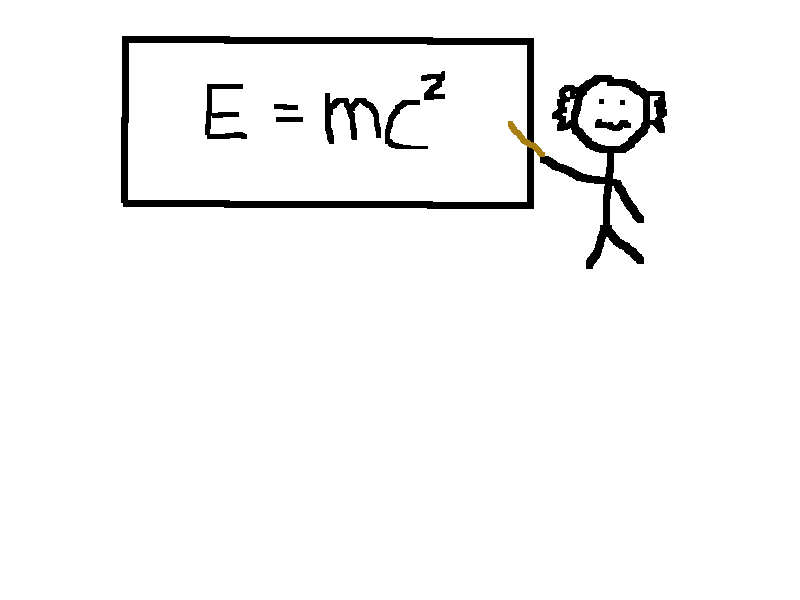 E = mc²